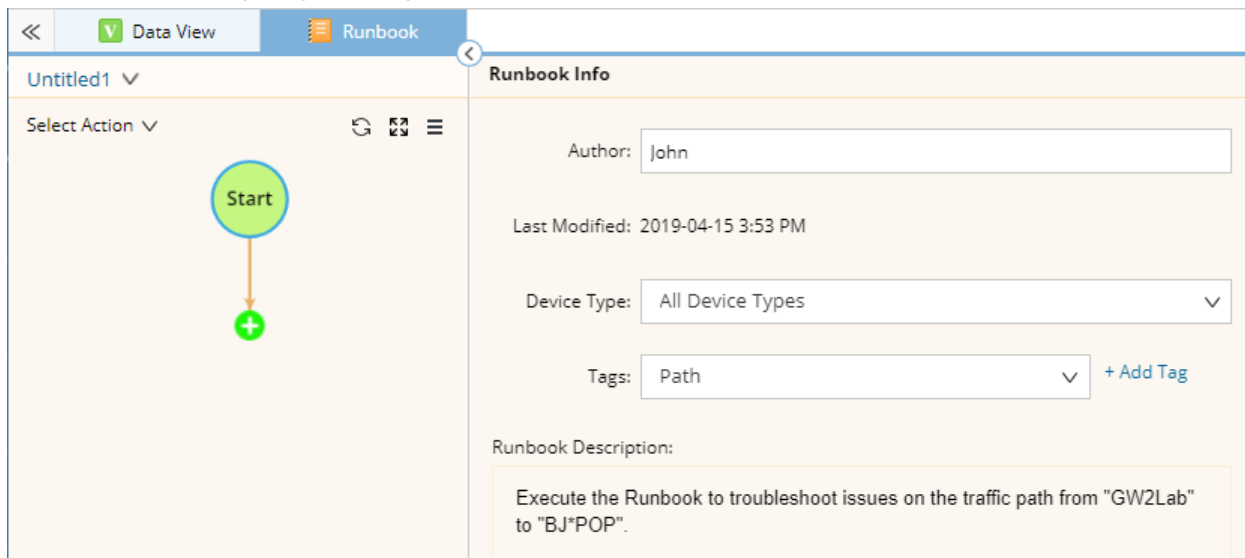 Data View
Runbook
Untitled1
Runbook Info
Select Action
Start
Author: John
Last Modified: 2019-04-15 3:53 PM
Device Type: All Device Types
Tags: Path + Add Tag
Runbook Description:
Execute the Runbook to troubleshoot issues on the traffic path from "GW2Lab"
to "BJ*POP".